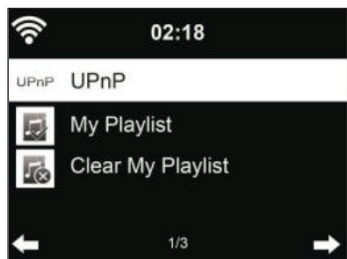 02:18
UPnP UPnP
My Playlist
Clear My Playlist
1/3